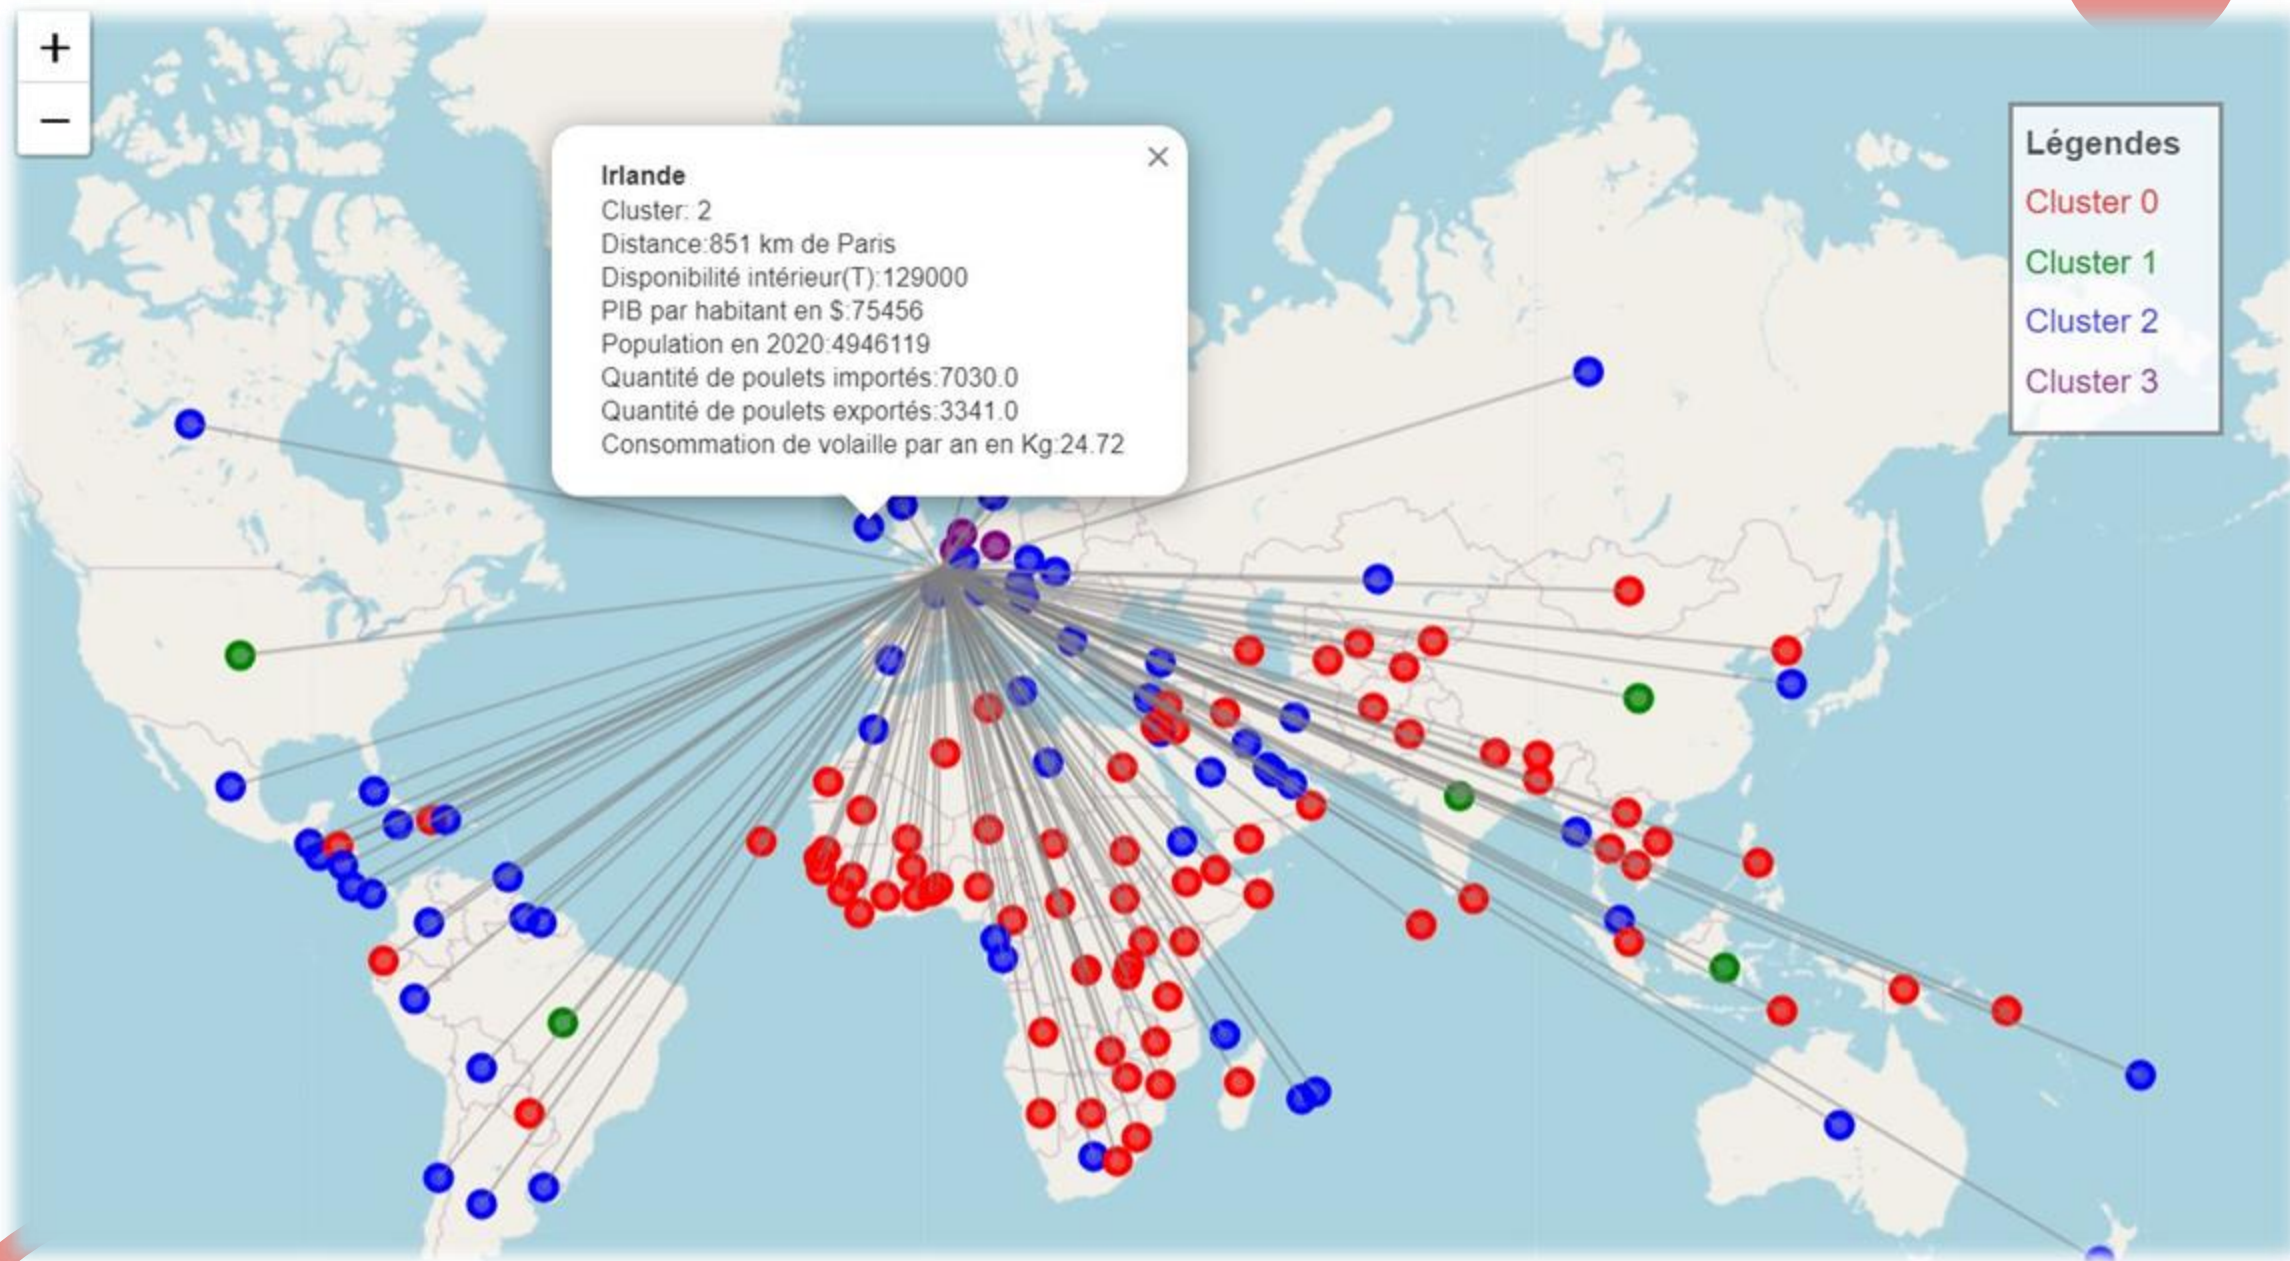 +
−
×
Irlande
Cluster: 2
Distance:851 km de Paris
Disponibilité intérieur(T):129000
PIB par habitant en $:75456
Population en 2020:4946119
Quantité de poulets importés:7030.0
Quantité de poulets exportés:3341.0
Consommation de volaille par an en Kg:24.72
Légendes
Cluster 0
Cluster 1
Cluster 2
Cluster 3